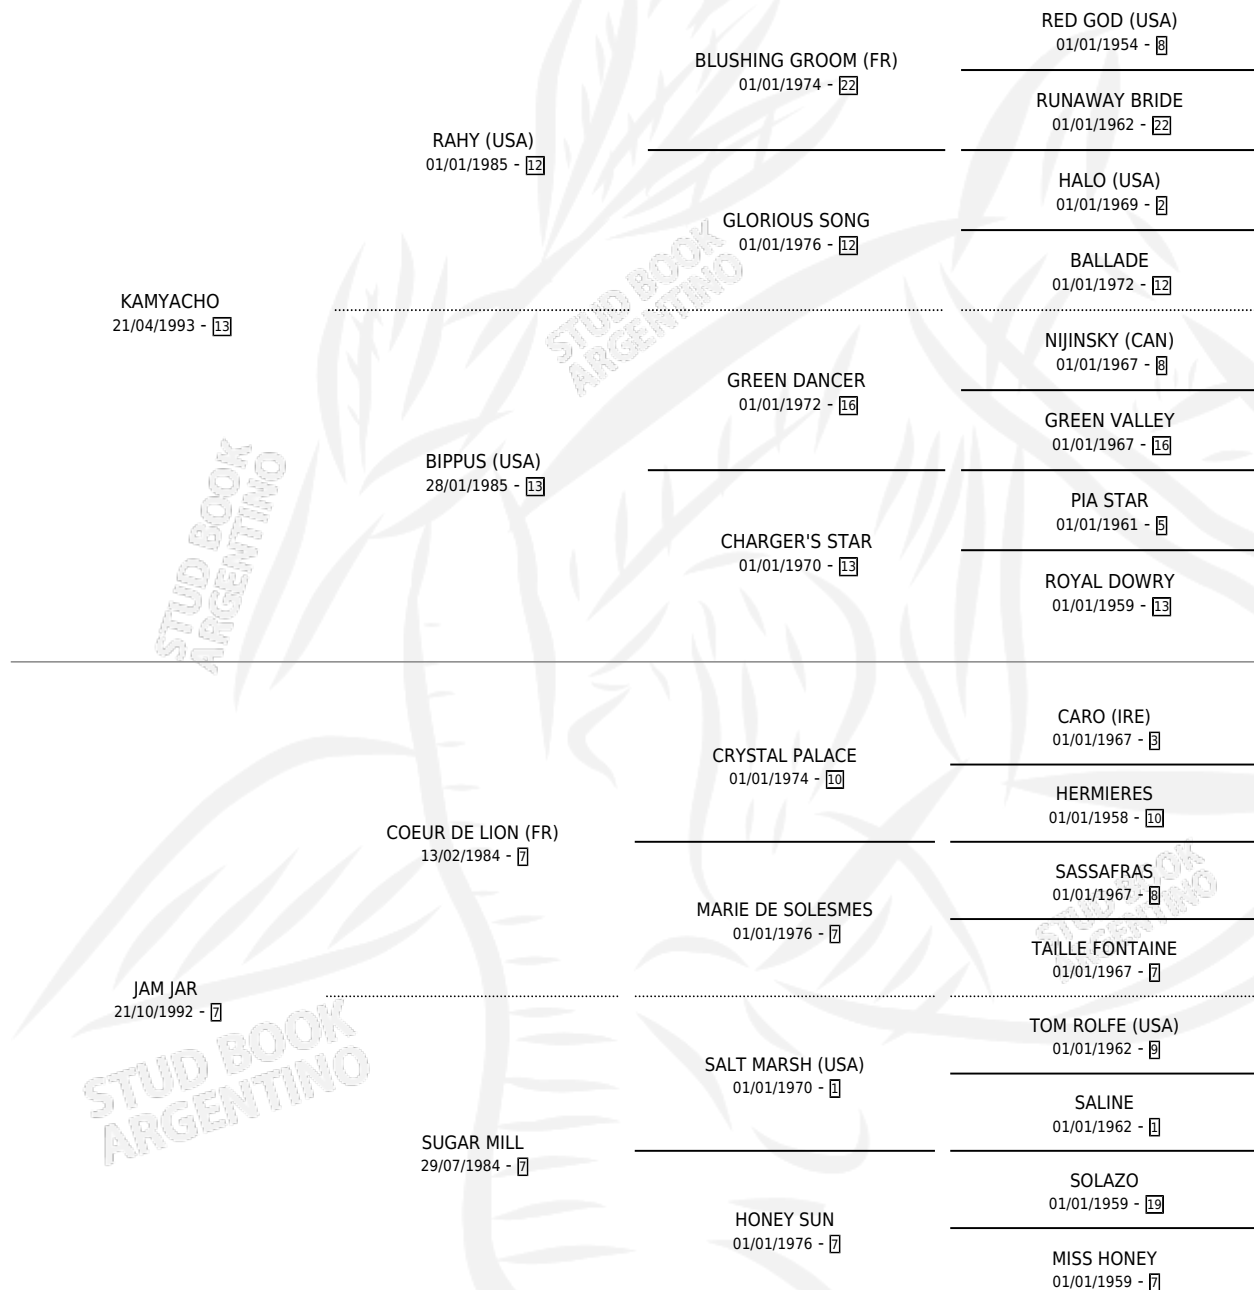 RED GOD (USA)
01/01/1954 - 8
BLUSHING GROOM (FR)
01/01/1974 - 22
RUNAWAY BRIDE
01/01/1962 - 22
RAHY (USA)
01/01/1985 - 12
HALO (USA)
01/01/1969 - 2
GLORIOUS SONG
01/01/1976 - 12
BALLADE
01/01/1972 - 12
KAMYACHO
21/04/1993 - 13
NIJINSKY (CAN)
01/01/1967 - 8
GREEN DANCER
01/01/1972 - 16
GREEN VALLEY
01/01/1967 - 16
BIPPUS (USA)
28/01/1985 - 13
PIA STAR
01/01/1961 - 5
CHARGER'S STAR
01/01/1970 - 13
ROYAL DOWRY
01/01/1959 - 13
CARO (IRE)
01/01/1967 - 3
CRYSTAL PALACE
01/01/1974 - 10
HERMIERES
01/01/1958 - 10
COEUR DE LION (FR)
13/02/1984 - 7
SASSAFRAS
01/01/1967 - 8
MARIE DE SOLESMES
01/01/1976 - 7
TAILLE FONTAINE
01/01/1967 - 7
JAM JAR
21/10/1992 - 7
TOM ROLFE (USA)
01/01/1962 - 9
SALT MARSH (USA)
01/01/1970 - 1
SALINE
01/01/1962 - 1
SUGAR MILL
29/07/1984 - 7
SOLAZO
01/01/1959 - 19
HONEY SUN
01/01/1976 - 7
MISS HONEY
01/01/1959 - 7
STUD BOOK
ARGENTINO
STUD BOOK
ARGENTINO
STUD BOOK
ARGENTINO
STUD BOOK
ARGENTINO